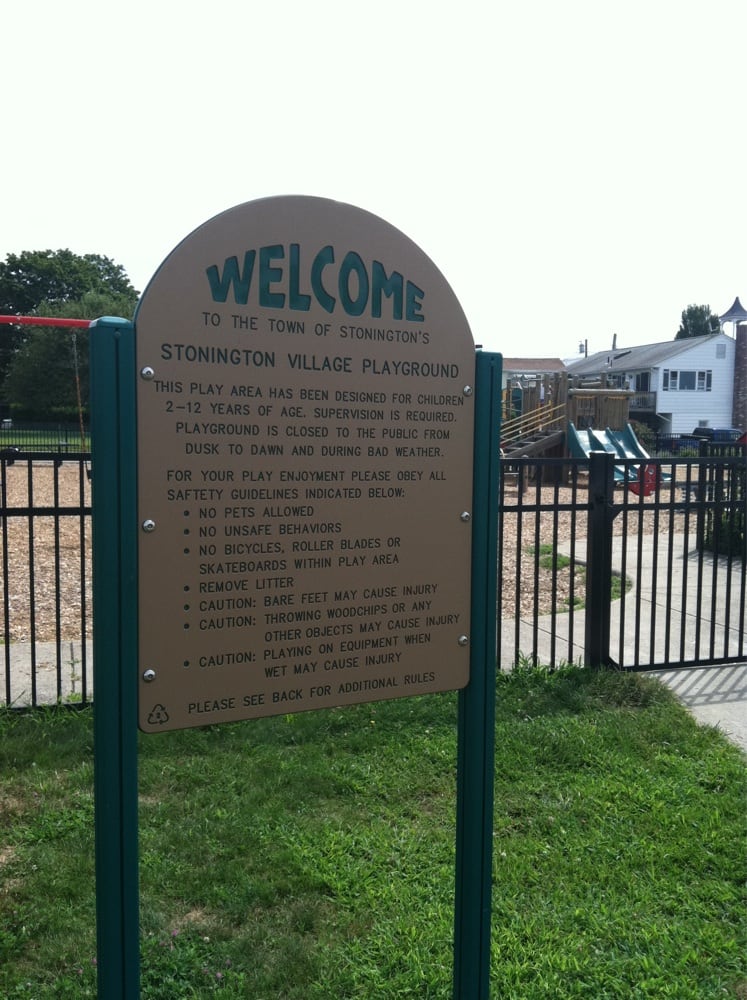 WELCOME
TO THE TOWN OF STONINGTON'S
STONINGTON VILLAGE PLAYGROUND
THIS PLAY AREA HAS BEEN DESIGNED FOR CHILDREN
2-12 YEARS OF AGE. SUPERVISION IS REQUIRED.
PLAYGROUND IS CLOSED TO THE PUBLIC FROM
DUSK TO DAWN AND DURING BAD WEATHER.
FOR YOUR PLAY ENJOYMENT PLEASE OBEY ALL
SAFTETY GUIDELINES INDICATED BELOW:
• NO PETS ALLOWED
• NO UNSAFE BEHAVIORS
• NO BICYCLES, ROLLER BLADES OR
SKATEBOARDS WITHIN PLAY AREA
• REMOVE LITTER
• CAUTION: BARE FEET MAY CAUSE INJURY
• CAUTION: THROWING WOODCHIPS OR ANY
OTHER OBJECTS MAY CAUSE INJURY
• CAUTION: PLAYING ON EQUIPMENT WHEN
WET MAY CAUSE INJURY
PLEASE SEE BACK FOR ADDITIONAL RULES